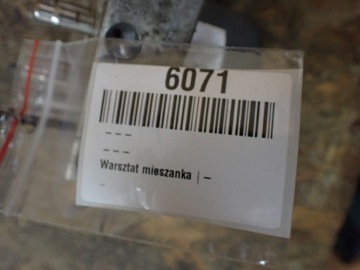 6071
---
---
Warsztat mieszanka | –
-